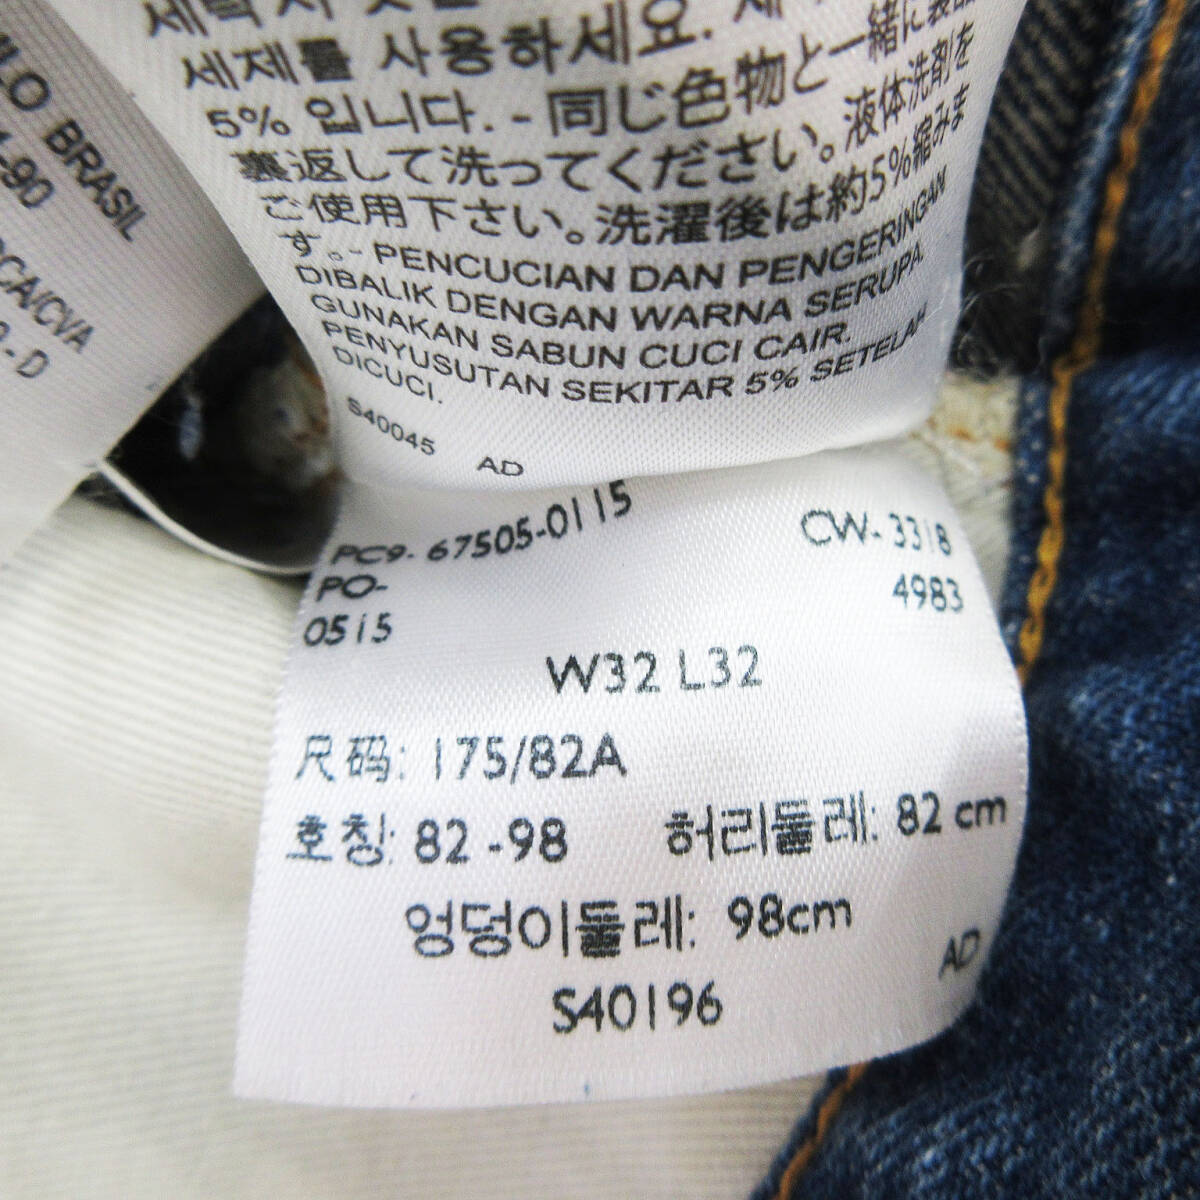 LO BRASIL
-90
CA/CVA
- D
세제를 사용하세요.
5% 입니다. - 同じ色物と一緒に
裏返して洗ってください。液体洗剤を
ご使用下さい。洗濯後は約5%縮みま
す。- PENCUCIAN DAN PENGERINGAN
DIBALIK DENGAN WARNA SERUPA.
GUNAKAN SABUN CUCI CAIR.
PENYUSUTAN SEKITAR 5% SETELAH
DICUCI.
S40045 AD
PC9- 67505-0115 CW- 3318
PO- 4983
0515
W32 L32
尺码: 175/82A
호칭: 82 -98 허리둘레: 82 cm
엉덩이둘레: 98cm
AD
S40196